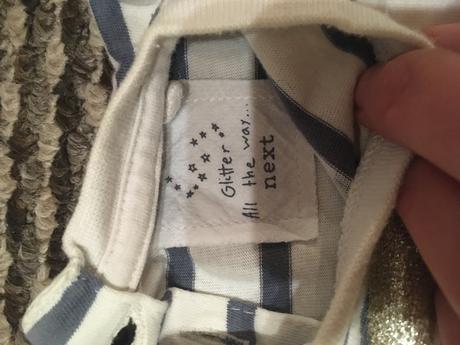 Glitter
All the way...
next